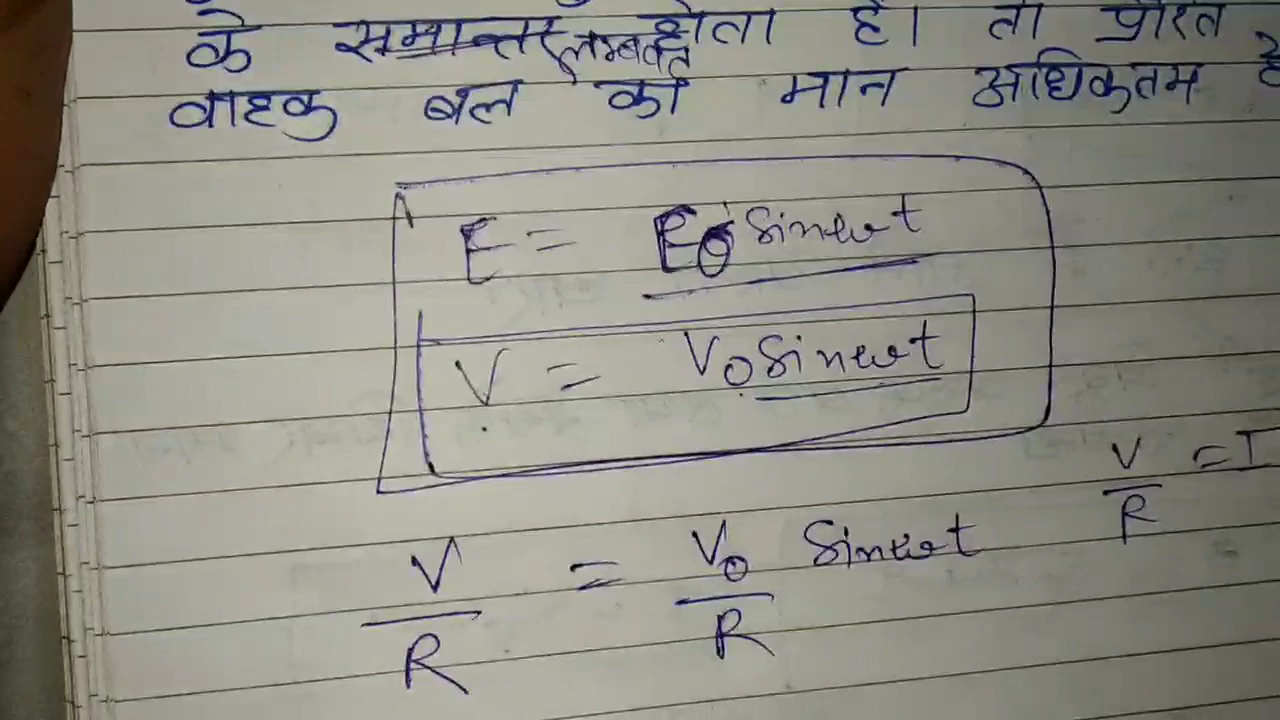 के समान्तर लम्बवत होता है। तो प्रेरित
वाहक बल का मान अधिकतम है
E = E₀ Sinωt
V = V₀ Sinωt
V/R = I
V/R = V₀/R Sinωt